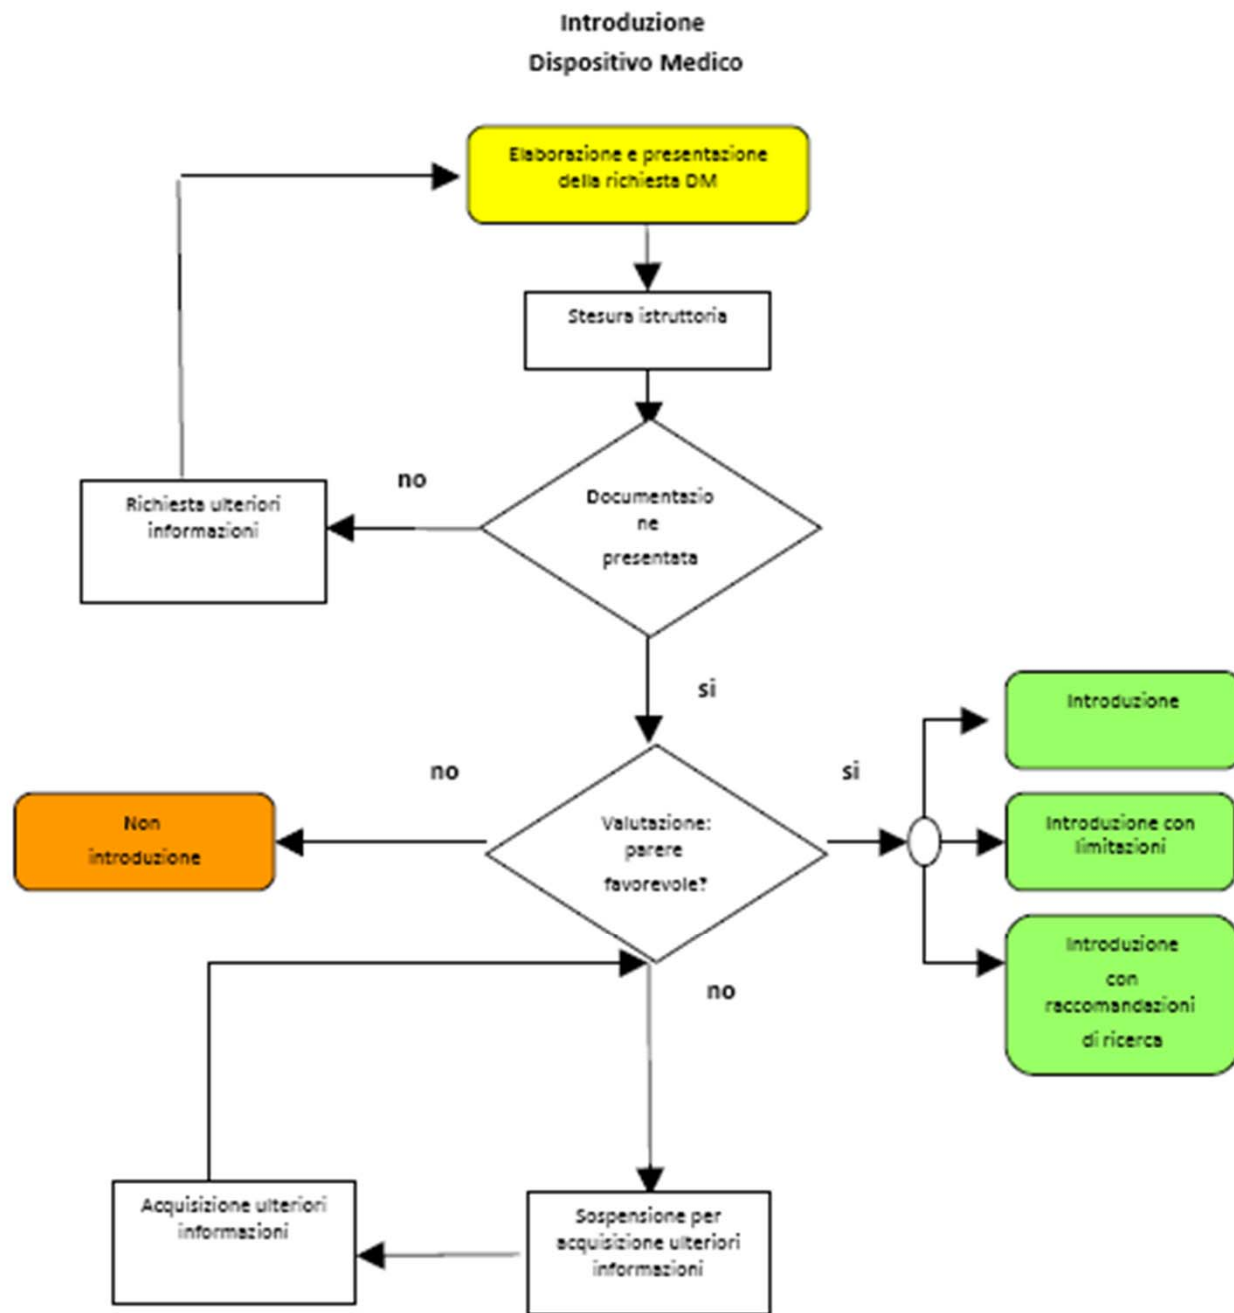 Introduzione
Dispositivo Medico
Elaborazione e presentazione
della richiesta DM
Stesura istruttoria
no
Richiesta ulteriori
informazioni
Documentazio
ne
presentata
si
no
si
Non
introduzione
Valutazione:
parere
favorevole?
Introduzione
Introduzione con
limitazioni
Introduzione
con
raccomandazioni
di ricerca
no
Acquisizione ulteriori
informazioni
Sospensione per
acquisizione ulteriori
informazioni